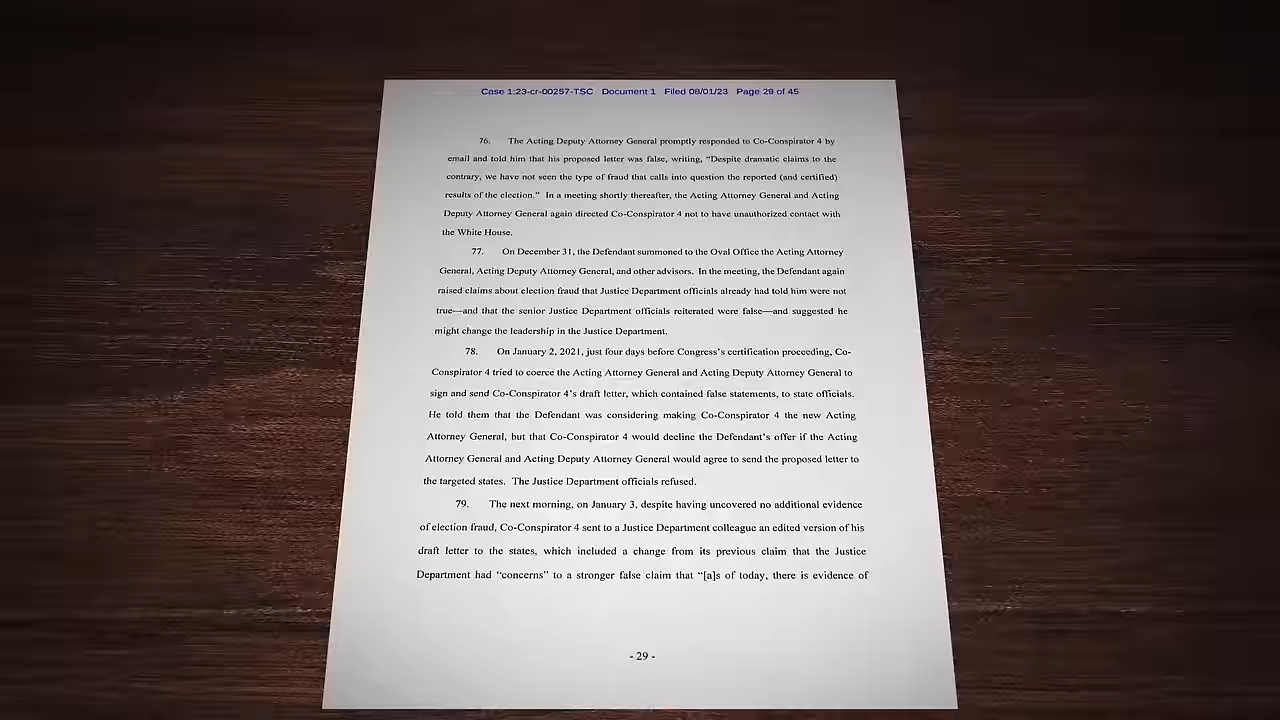 Case 1:23-cr-00257-TSC Document 1 Filed 08/01/23 Page 29 of 45
76. The Acting Deputy Attorney General promptly responded to Co-Conspirator 4 by
email and told him that his proposed letter was false, writing, “Despite dramatic claims to the
contrary, we have not seen the type of fraud that calls into question the reported (and certified)
results of the election.” In a meeting shortly thereafter, the Acting Attorney General and Acting
Deputy Attorney General again directed Co-Conspirator 4 not to have unauthorized contact with
the White House.
77. On December 31, the Defendant summoned to the Oval Office the Acting Attorney
General, Acting Deputy Attorney General, and other advisors. In the meeting, the Defendant again
raised claims about election fraud that Justice Department officials already had told him were not
true—and that the senior Justice Department officials reiterated were false—and suggested he
might change the leadership in the Justice Department.
78. On January 2, 2021, just four days before Congress’s certification proceeding, Co-
Conspirator 4 tried to coerce the Acting Attorney General and Acting Deputy Attorney General to
sign and send Co-Conspirator 4’s draft letter, which contained false statements, to state officials.
He told them that the Defendant was considering making Co-Conspirator 4 the new Acting
Attorney General, but that Co-Conspirator 4 would decline the Defendant’s offer if the Acting
Attorney General and Acting Deputy Attorney General would agree to send the proposed letter to
the targeted states. The Justice Department officials refused.
79. The next morning, on January 3, despite having uncovered no additional evidence
of election fraud, Co-Conspirator 4 sent to a Justice Department colleague an edited version of his
draft letter to the states, which included a change from its previous claim that the Justice
Department had “concerns” to a stronger false claim that “[a]s of today, there is evidence of
- 29 -